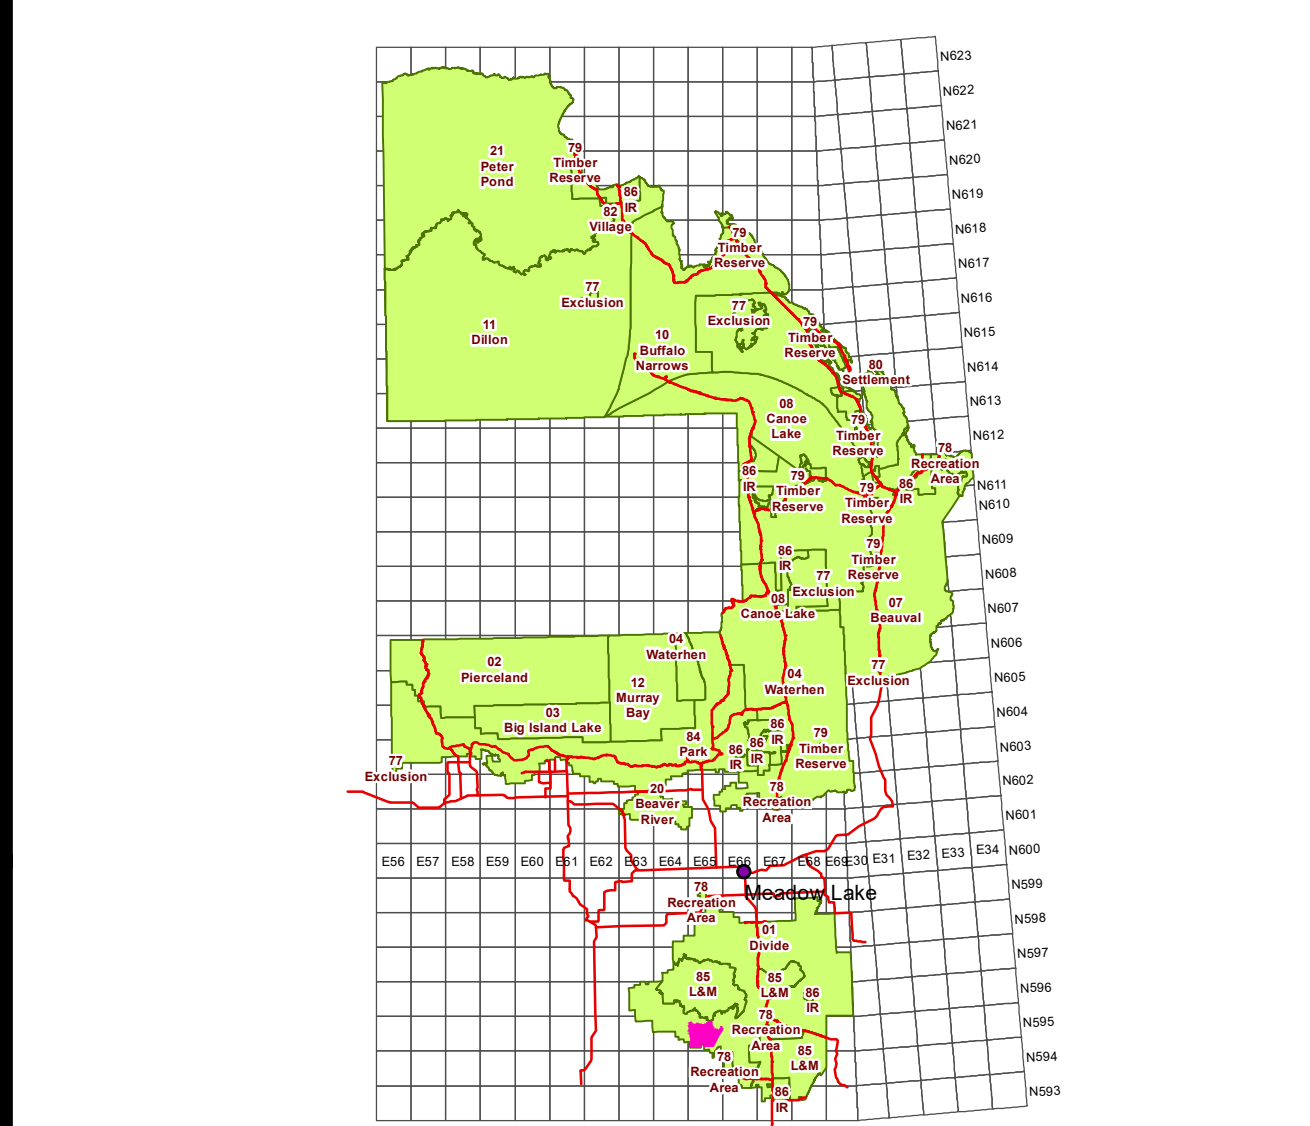 N623
N622
N621
N620
N619
N618
N617
N616
N615
N614
N613
N612
N611
N610
N609
N608
N607
N606
N605
N604
N603
N602
N601
N600
N599
N598
N597
N596
N595
N594
N593
21
Peter
Pond
79
Timber
Reserve
86
IR
82
Village
79
Timber
Reserve
77
Exclusion
77
Exclusion
11
Dillon
10
Buffalo
Narrows
79
Timber
Reserve
80
Settlement
08
Canoe
Lake
79
Timber
Reserve
78
Recreation
Area
86
IR
79
Timber
Reserve
79
Timber
Reserve
86
IR
86
IR
79
Timber
Reserve
77
Exclusion
08
Canoe Lake
07
Beauval
04
Waterhen
02
Pierceland
12
Murray
Bay
04
Waterhen
77
Exclusion
03
Big Island Lake
84
Park
86
IR
86
IR
86
IR
79
Timber
Reserve
77
Exclusion
20
Beaver
River
78
Recreation
Area
E56 E57 E58 E59 E60 E61 E62 E63 E64 E65 E66 E67 E68 E69 E30 E31 E32 E33 E34
Meadow Lake
78
Recreation
Area
01
Divide
85
L&M
85
L&M
86
IR
78
Recreation
Area
85
L&M
78
Recreation
Area
86
IR